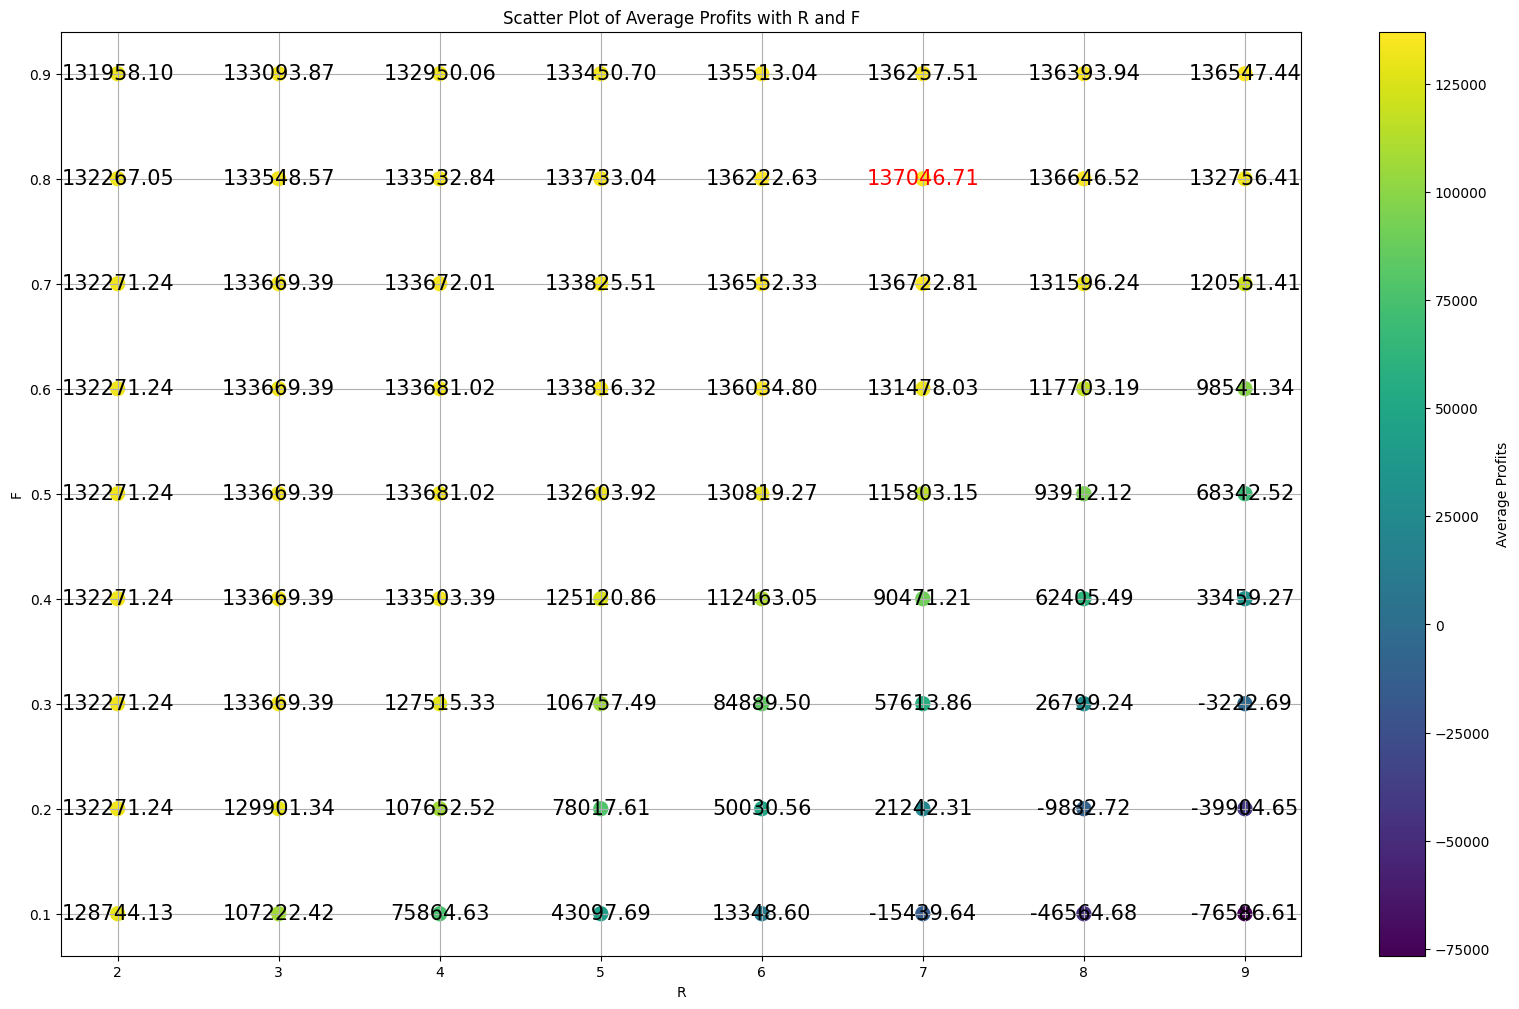 Scatter Plot of Average Profits with R and F
0.9 131958.10 133093.87 132950.06 133450.70 135513.04 136257.51 136393.94 136547.44
0.8 132267.05 133548.57 133532.84 133733.04 136222.63 137046.71 136646.52 132756.41
0.7 132271.24 133669.39 133672.01 133825.51 136552.33 136722.81 131596.24 120551.41
0.6 132271.24 133669.39 133681.02 133816.32 136034.80 131478.03 117703.19 98541.34
0.5 132271.24 133669.39 133681.02 132603.92 130819.27 115803.15 93912.12 68342.52
0.4 132271.24 133669.39 133503.39 125120.86 112463.05 90471.21 62405.49 33459.27
0.3 132271.24 133669.39 127515.33 106757.49 84889.50 57613.86 26799.24 -3222.69
0.2 132271.24 129901.34 107652.52 78017.61 50030.56 21242.31 -9882.72 -39904.65
0.1 128744.13 107222.42 75864.63 43097.69 13348.60 -15439.64 -46564.68
2 3 4 5 6 7 8 9
R
F
125000
100000
75000
50000
25000
0
−25000
−50000
−75000
Average Profits